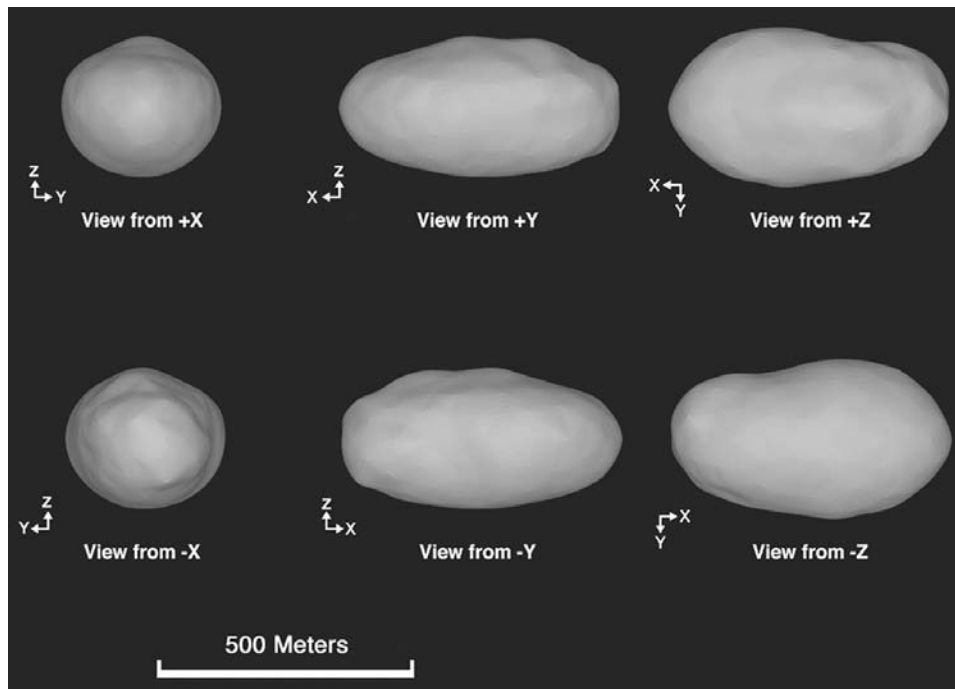 Z
Y
View from +X
Z
X
View from +Y
X
Y
View from +Z
Z
Y
View from -X
Z
X
View from -Y
X
Y
View from -Z
500 Meters